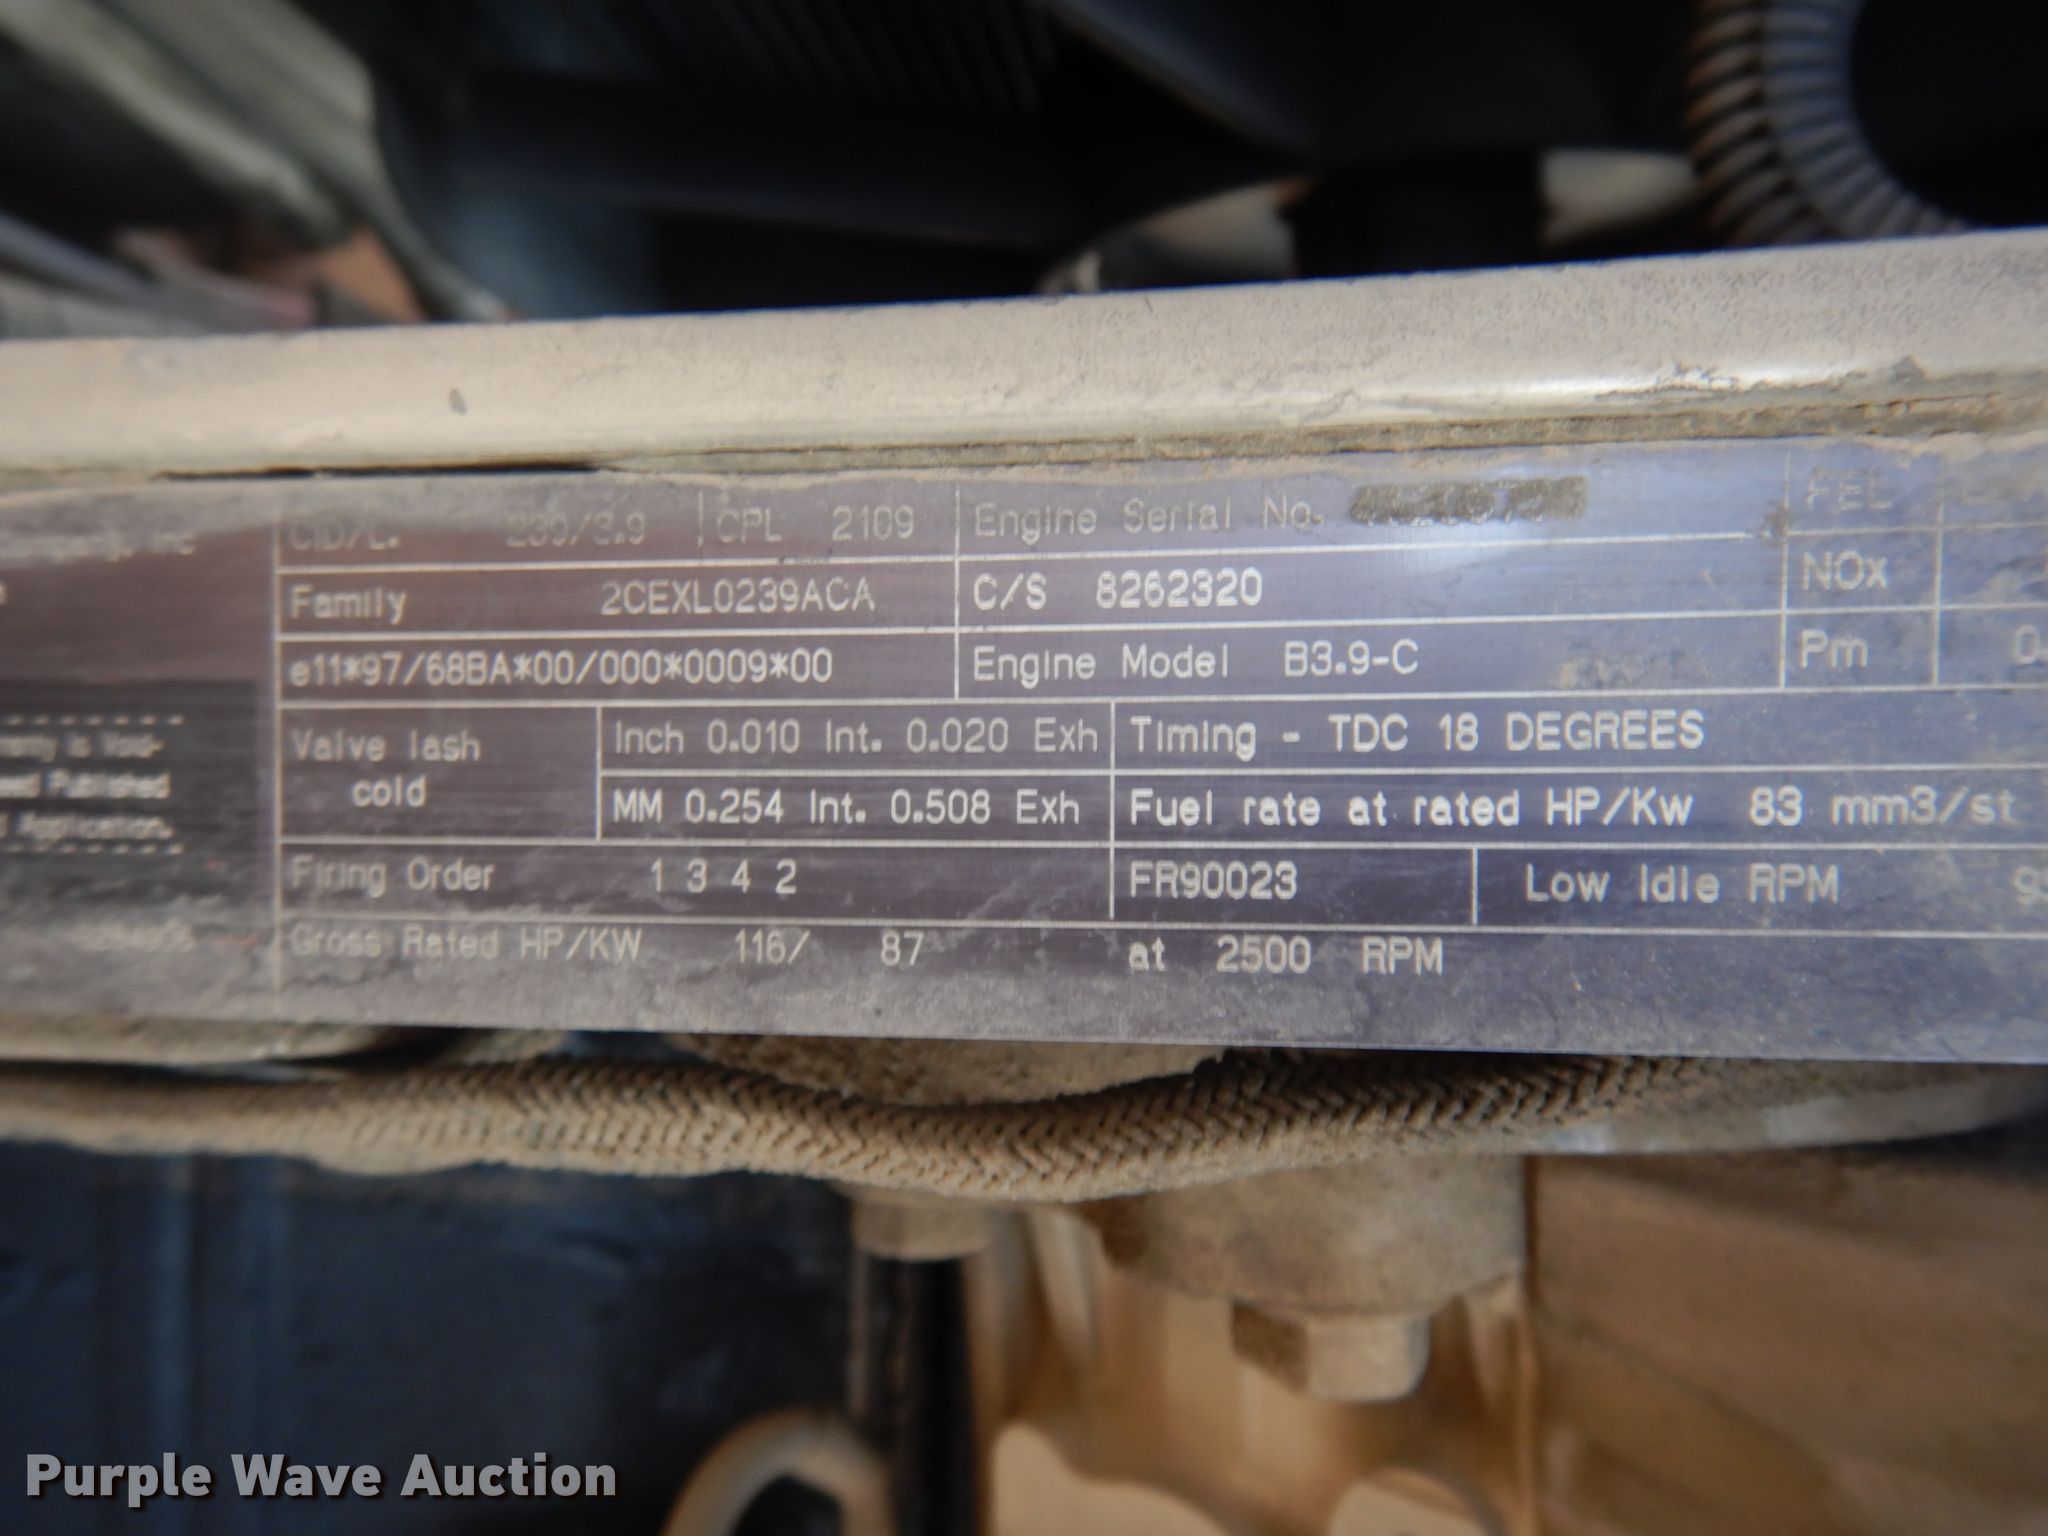 CID/L. 239/3.9 CPL 2109 Engine Serial No. FEL
Family 2CEXL0239ACA C/S 8262320 NOx
e11*97/68BA*00/000*0009*00 Engine Model B3.9-C Pm 0.
Valve lash cold
Inch 0.010 Int. 0.020 Exh Timing - TDC 18 DEGREES
MM 0.254 Int. 0.508 Exh Fuel rate at rated HP/Kw 83 mm3/st
Firing Order 1 3 4 2 FR90023 Low Idle RPM
Gross Rated HP/KW 116/ 87 at 2500 RPM
Published
Application.
Purple Wave Auction